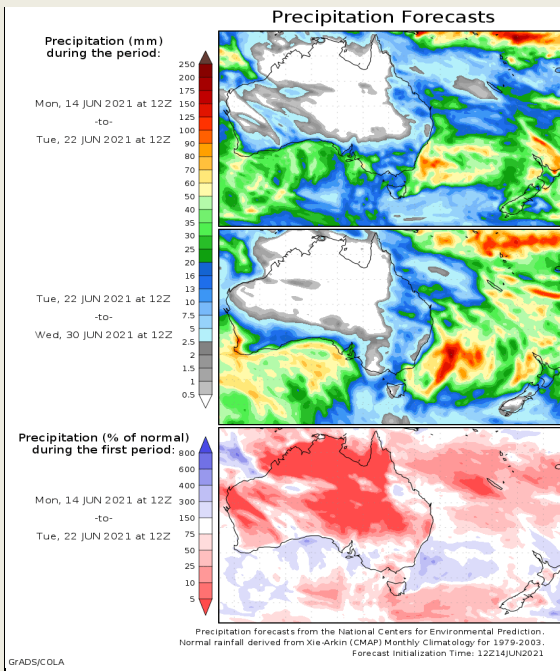 Precipitation Forecasts
Precipitation (mm)
during the period:
Mon, 14 JUN 2021 at 12Z
-to-
Tue, 22 JUN 2021 at 12Z
250
200
175
150
125
100
90
80
70
60
50
40
35
30
25
20
16
13
10
7.5
5
2.5
2
1.5
1
0.5
Tue, 22 JUN 2021 at 12Z
-to-
Wed, 30 JUN 2021 at 12Z
Precipitation (% of normal)
during the first period:
Mon, 14 JUN 2021 at 12Z
-to-
Tue, 22 JUN 2021 at 12Z
800
600
400
300
150
75
50
25
10
5
Precipitation forecasts from the National Centers for Environmental Prediction.
Normal rainfall derived from Xie-Arkin (CMAP) Monthly Climatology for 1979-2003.
Forecast Initialization Time: 12Z14JUN2021
GrADS/COLA